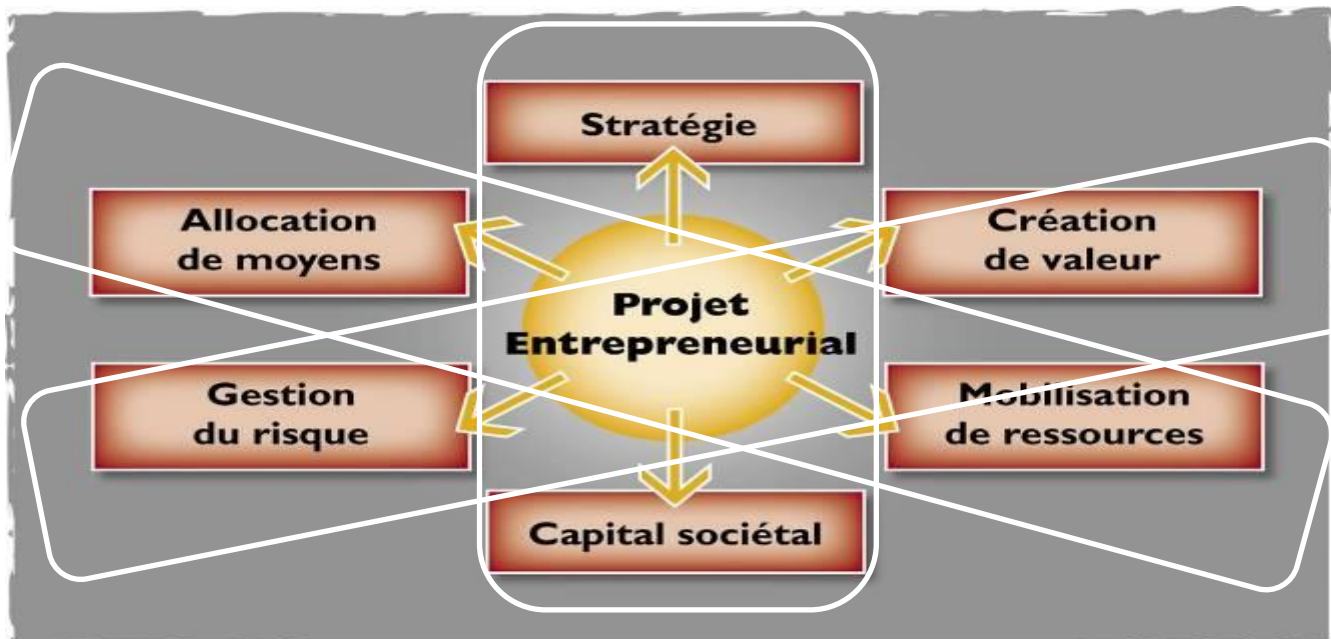 Stratégie
Allocation
de moyens
Création
de valeur
Projet
Entrepreneurial
Gestion
du risque
Mobilisation
de ressources
Capital sociétal